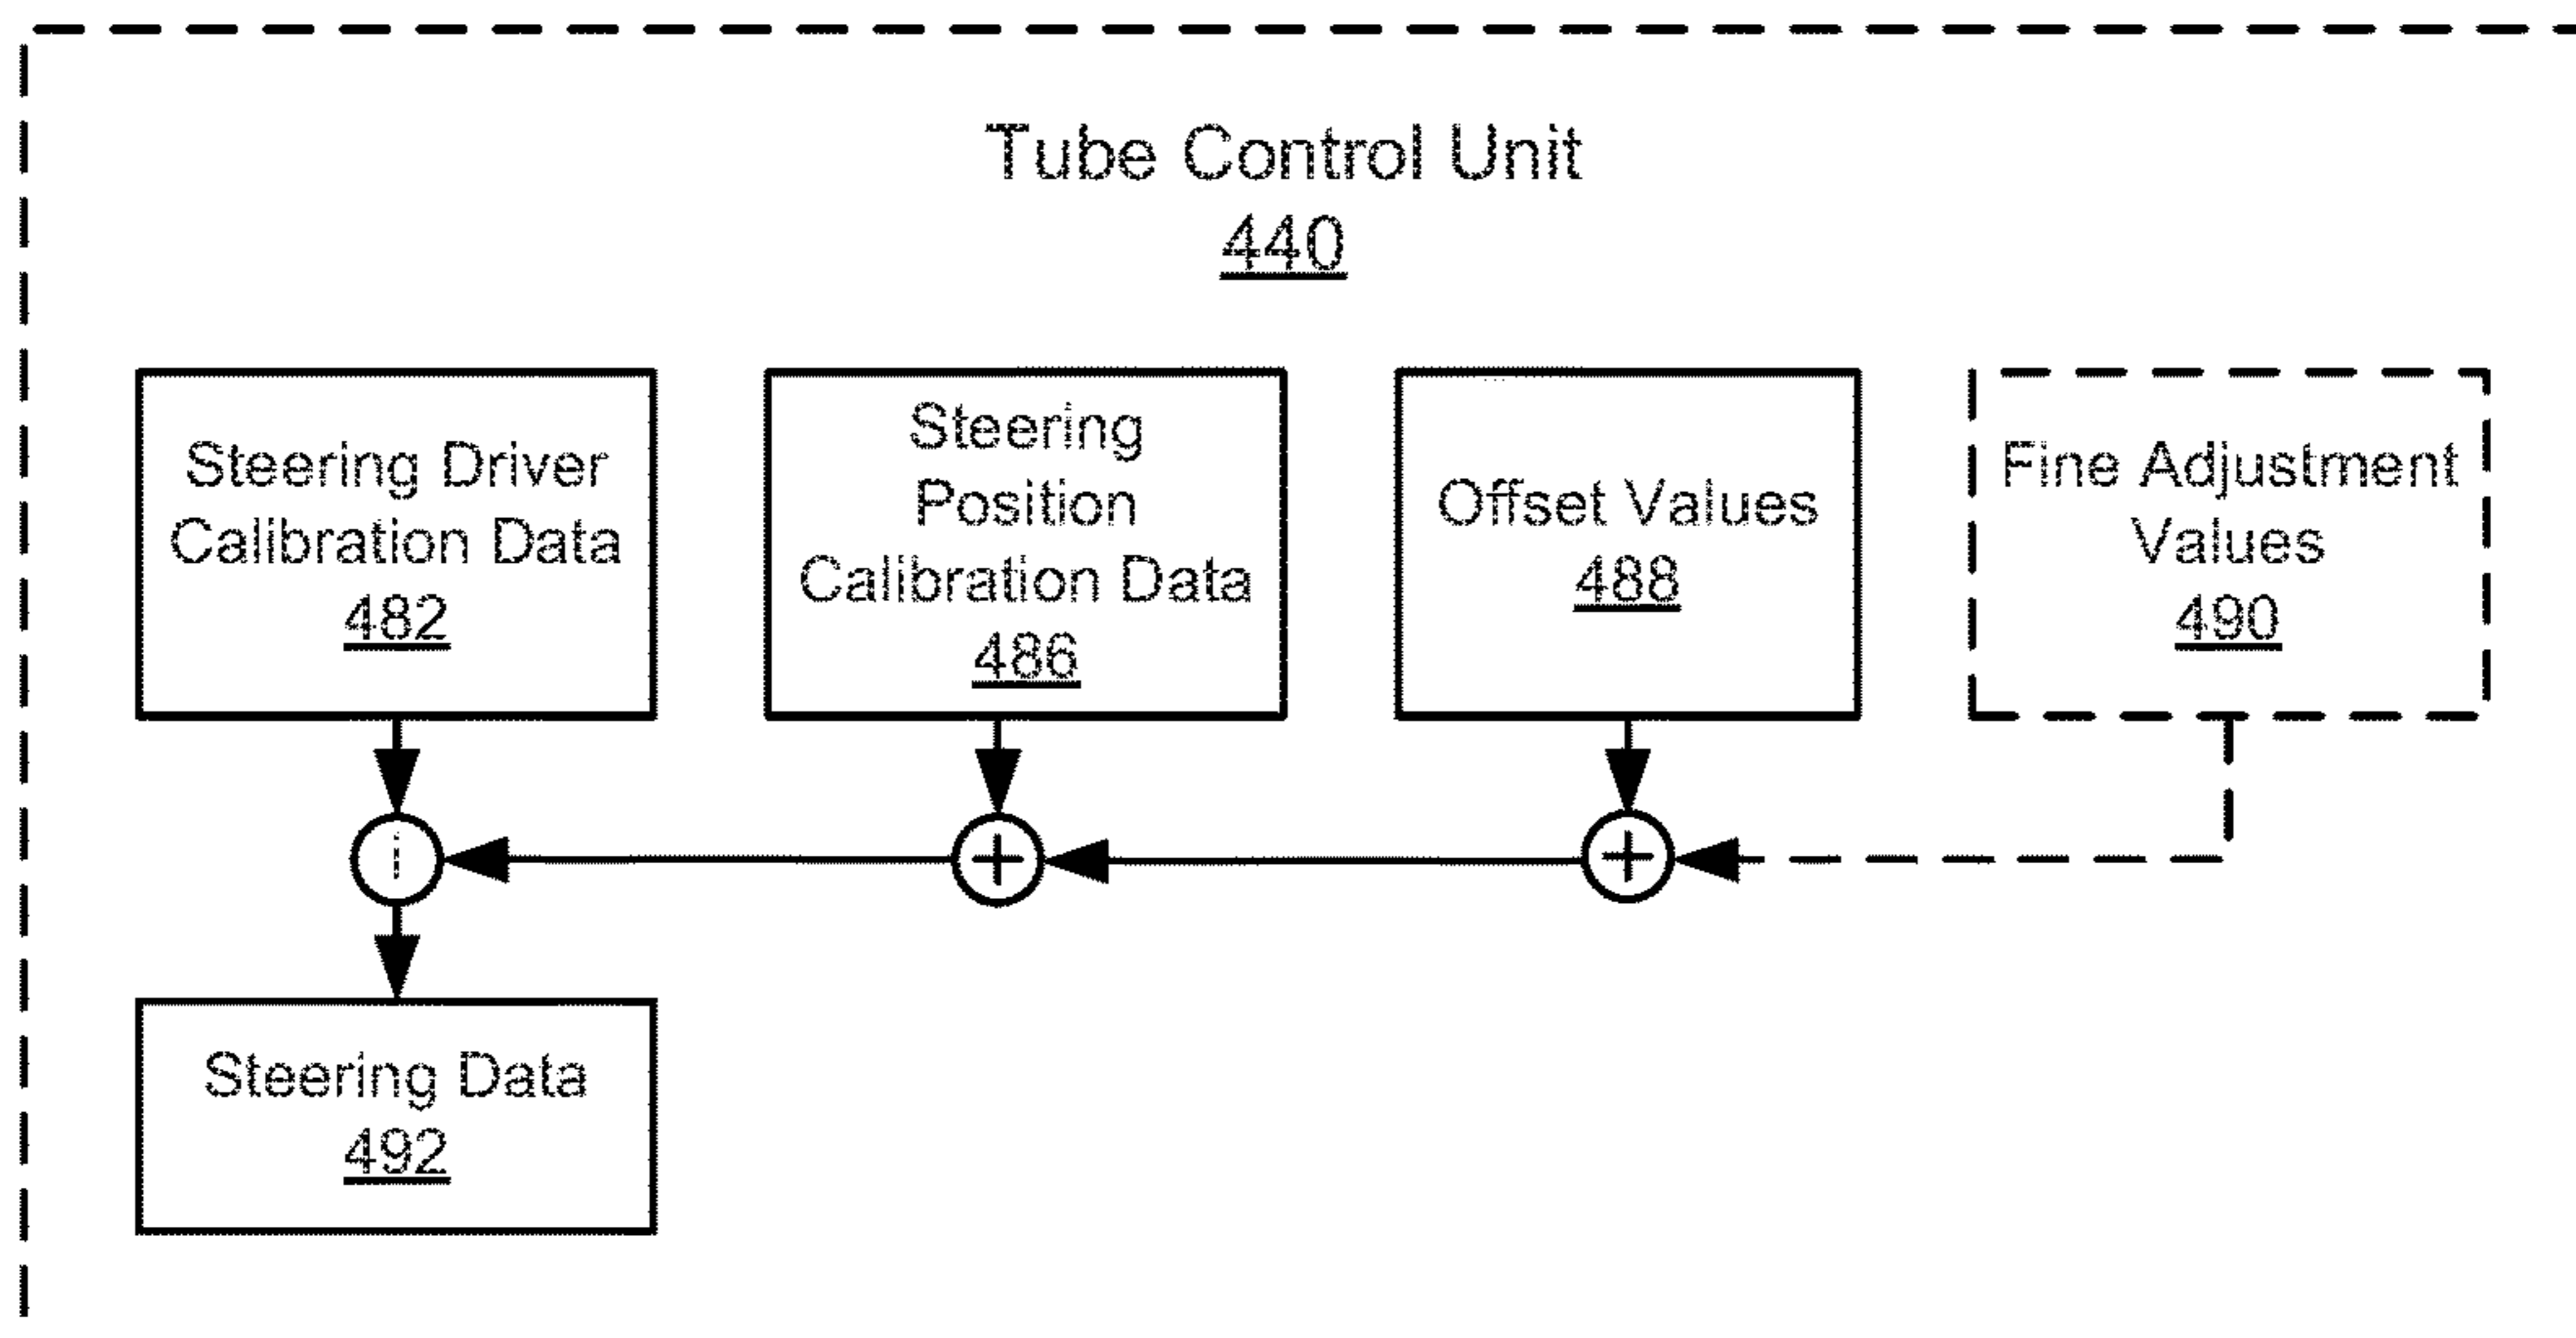 Tube Control Unit
440
Steering Driver
Calibration Data
482
Steering
Position
Calibration Data
486
Offset Values
488
Fine Adjustment
Values
490
+
+
Steering Data
492